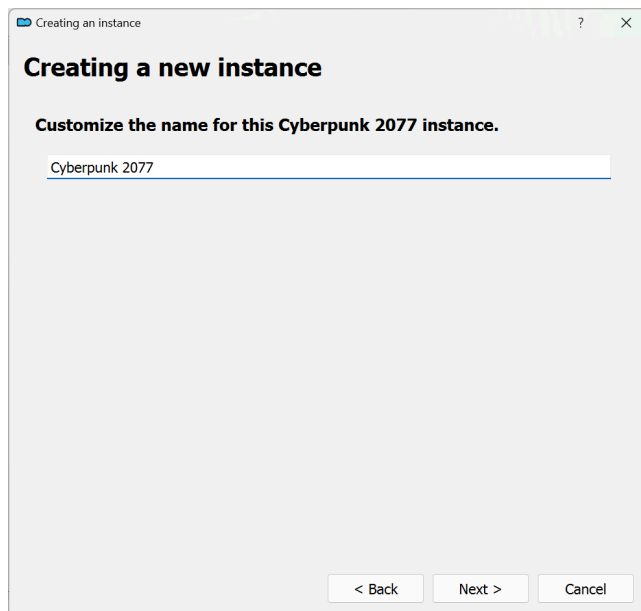 Creating an instance
?
Creating a new instance
Customize the name for this Cyberpunk 2077 instance.
Cyberpunk 2077
< Back
Next >
Cancel